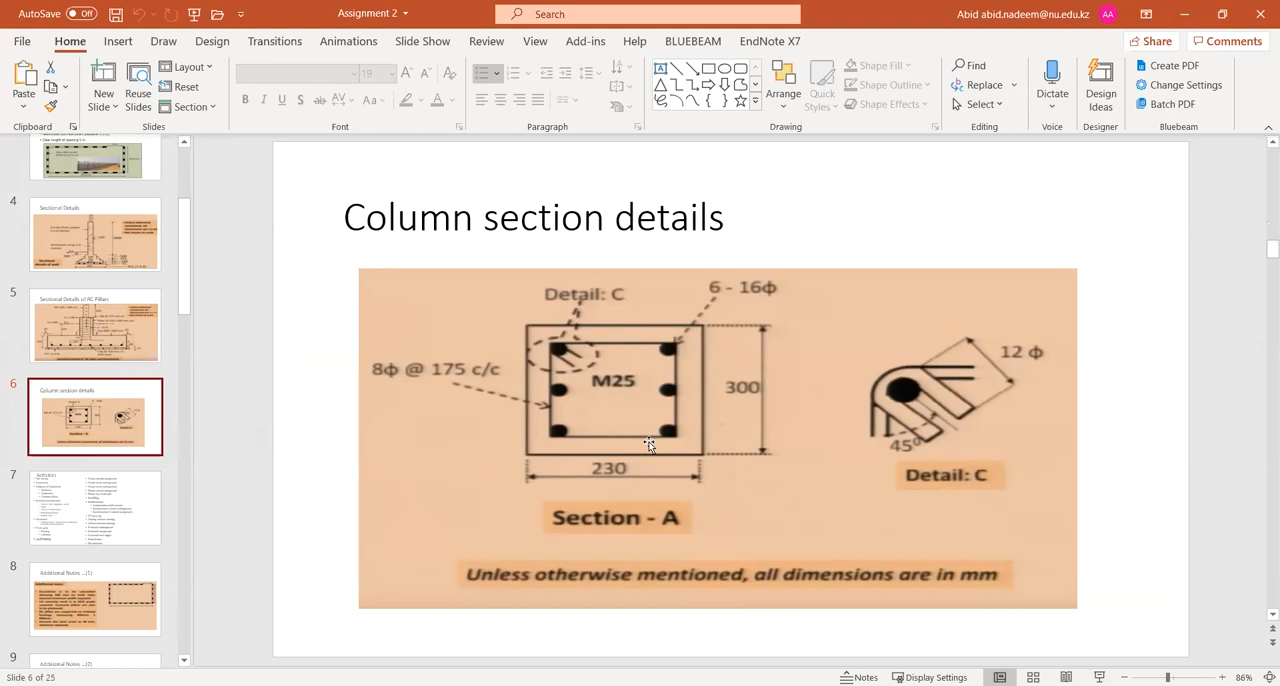 AutoSave Off
Assignment 2
Search
Abid abid.nadeem@nu.edu.kz AA
File Home Insert Draw Design Transitions Animations Slide Show Review View Add-ins Help BLUEBEAM EndNote X7
Share Comments
Paste
New Slide
Reuse Slides
Layout
Reset
Section
19
Arrange
Quick Styles
Shape Fill
Shape Outline
Shape Effects
Find
Replace
Select
Dictate
Design Ideas
Create PDF
Change Settings
Batch PDF
Clipboard Slides Font Paragraph Drawing Editing Voice Designer Bluebeam
4
Sectional Details
5
Sectional Details of RC Pillars
6
Column section details
7
Activities
8
Additional Notes ...(1)
9
Additional Notes ...(2)
Column section details
Detail: C
6 - 16ϕ
8ϕ @ 175 c/c
M25
300
230
Section - A
12 ϕ
45⁰
Detail: C
Unless otherwise mentioned, all dimensions are in mm
Slide 6 of 25
Notes
Display Settings
86%